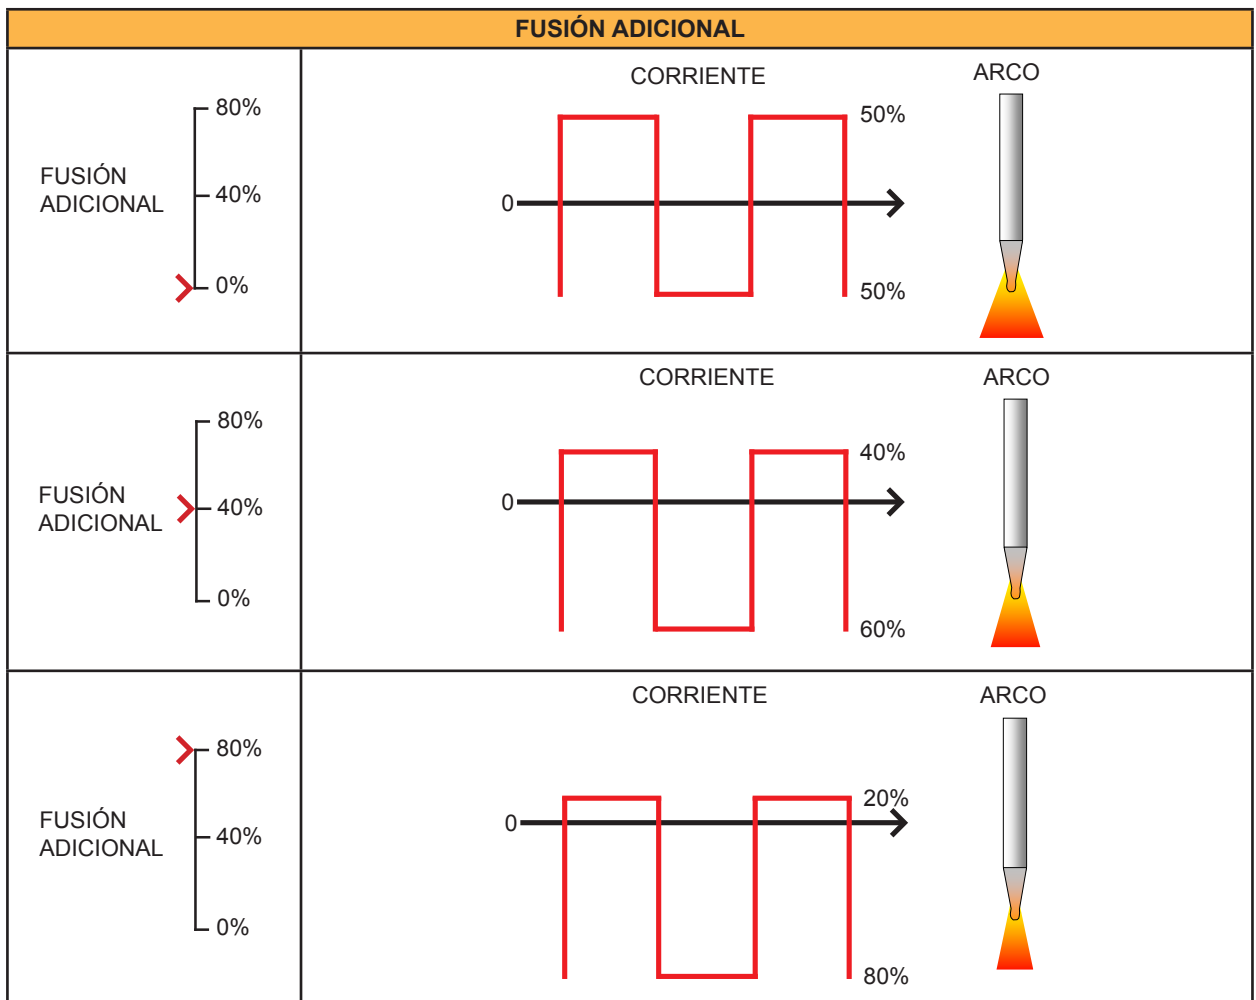 FUSIÓN ADICIONAL
80%
FUSIÓN
ADICIONAL
40%
0%
CORRIENTE
50%
0
50%
ARCO
80%
FUSIÓN
ADICIONAL
40%
0%
CORRIENTE
40%
0
60%
ARCO
80%
FUSIÓN
ADICIONAL
40%
0%
CORRIENTE
20%
0
80%
ARCO